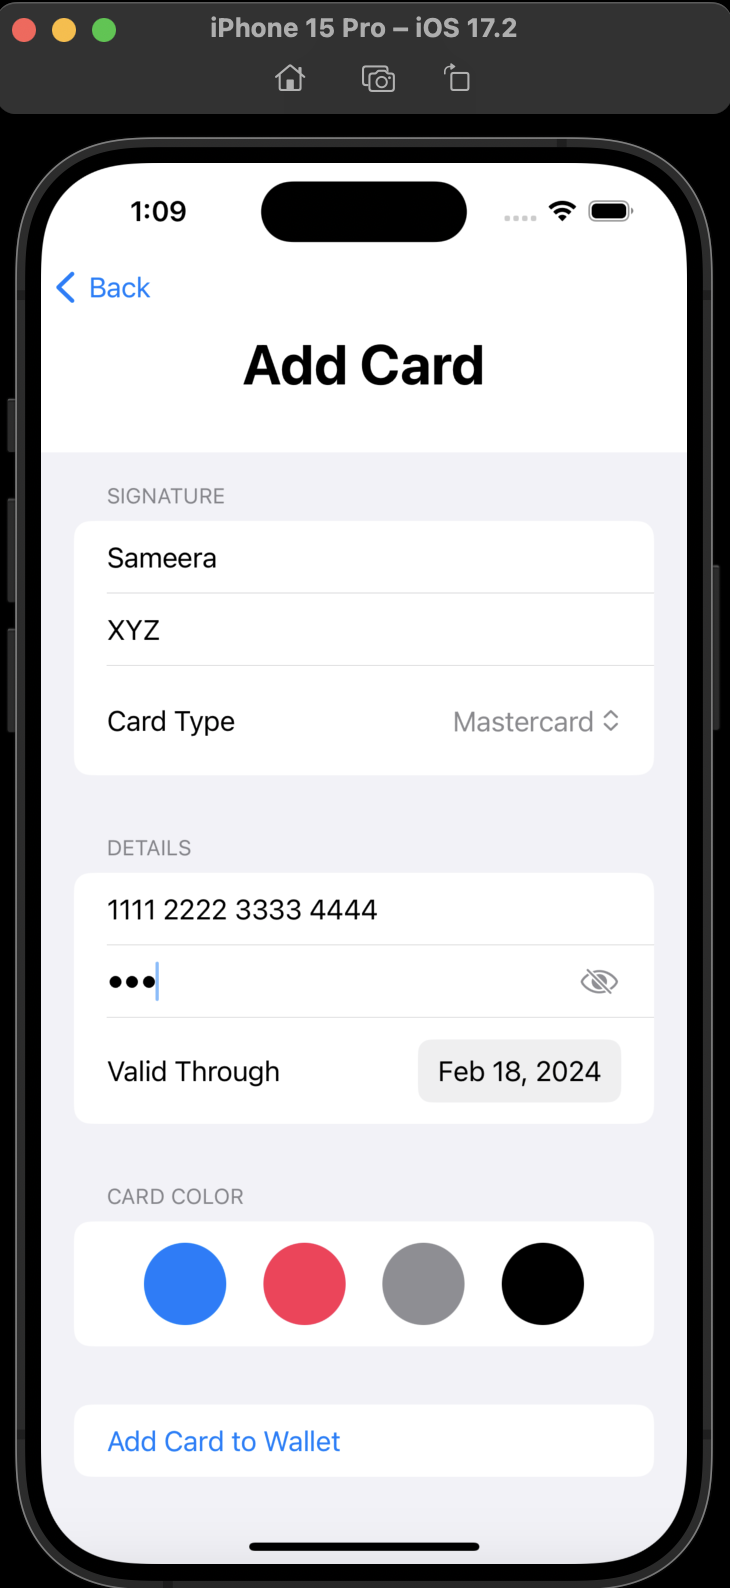 iPhone 15 Pro – iOS 17.2
1:09
Back
Add Card
SIGNATURE
Sameera
XYZ
Card Type Mastercard
DETAILS
1111 2222 3333 4444
•••
Valid Through Feb 18, 2024
CARD COLOR
Add Card to Wallet